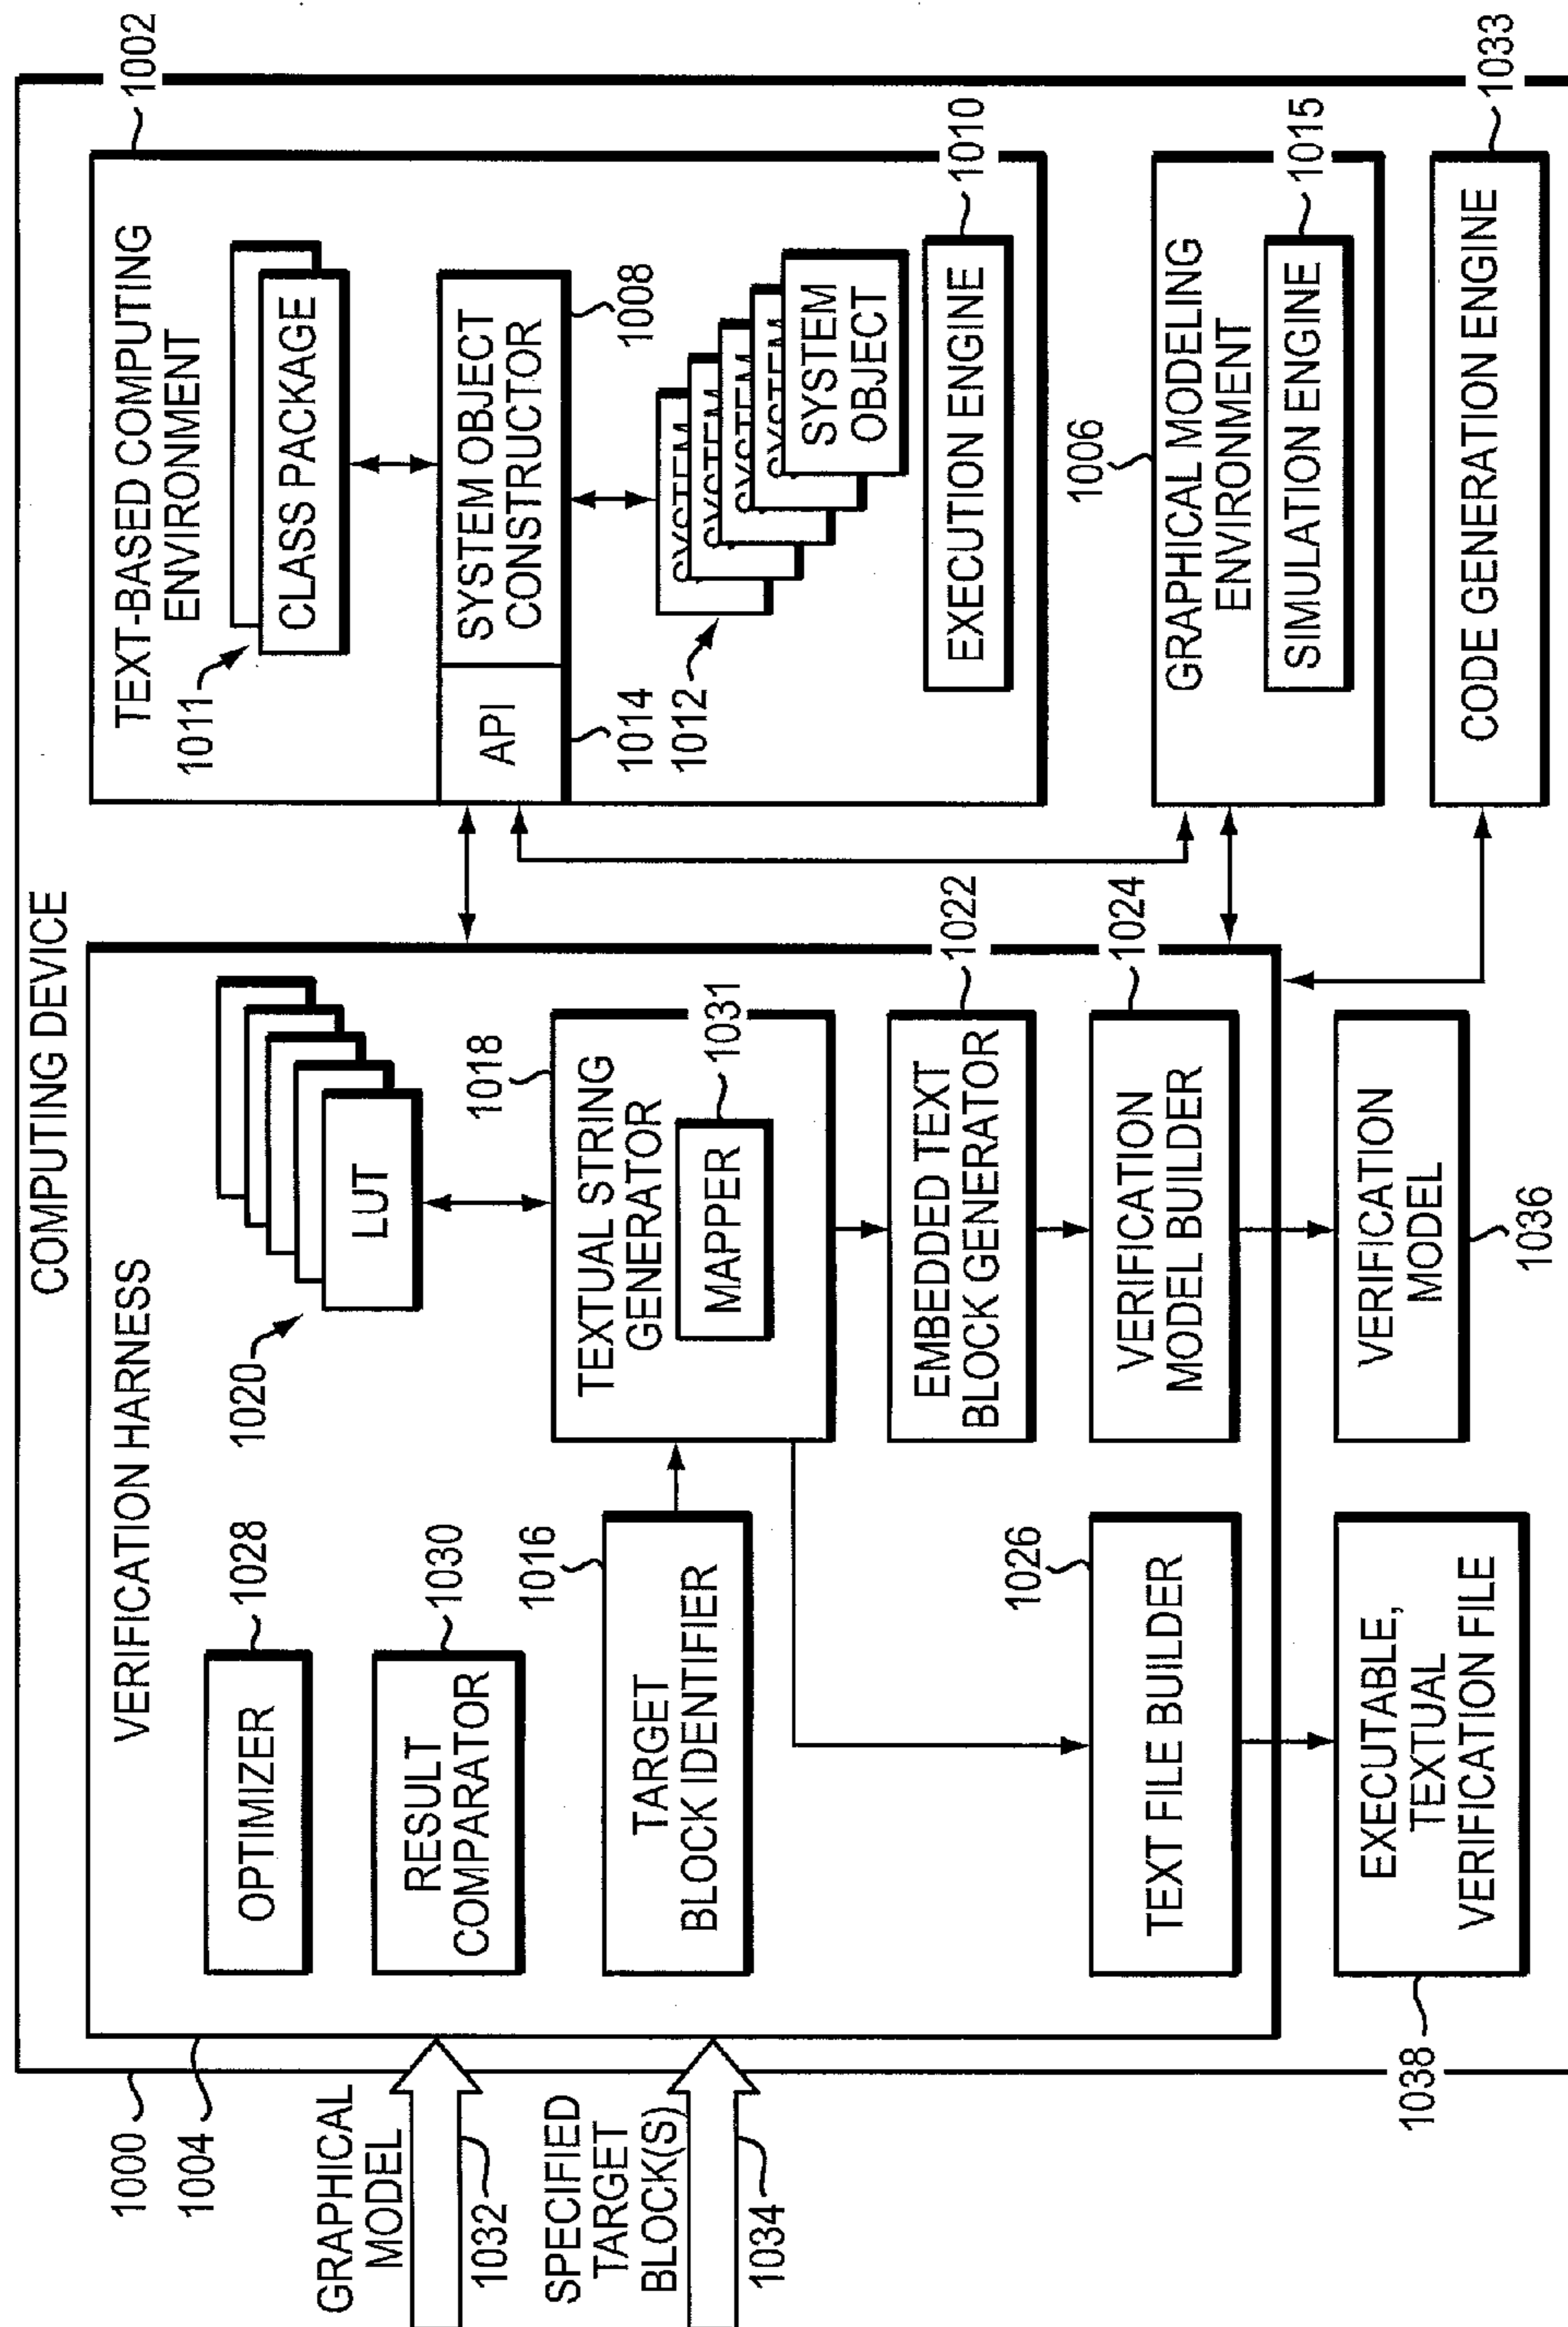 COMPUTING DEVICE
1000
1004
VERIFICATION HARNESS
OPTIMIZER
1028
RESULT
COMPARATOR
1030
TARGET
BLOCK IDENTIFIER
1016
1020
LUT
1018
TEXTUAL STRING
GENERATOR
MAPPER
1031
EMBEDDED TEXT
BLOCK GENERATOR
1022
VERIFICATION
MODEL BUILDER
1024
TEXT FILE BUILDER
1026
EXECUTABLE,
TEXTUAL
VERIFICATION FILE
1038
VERIFICATION
MODEL
1036
GRAPHICAL
MODEL
1032
SPECIFIED
TARGET
BLOCK(S)
1034
1002
TEXT-BASED COMPUTING
ENVIRONMENT
1011
CLASS PACKAGE
API
SYSTEM OBJECT
CONSTRUCTOR
1014
1008
1012
SYSTEM
SYSTEM
SYSTEM
SYSTEM
SYSTEM
OBJECT
EXECUTION ENGINE
1010
1006
GRAPHICAL MODELING
ENVIRONMENT
SIMULATION ENGINE
1015
CODE GENERATION ENGINE
1033